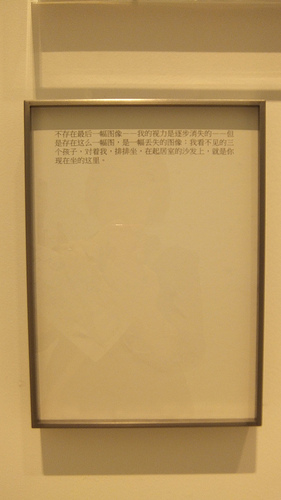 不存在最后一幅图像——我的视力是逐步消失的——但
是存在这么一幅图，是一幅丢失的图像：我看不见的三
个孩子，对着我，排排坐，在起居室的沙发上，就是你
现在坐的这里。